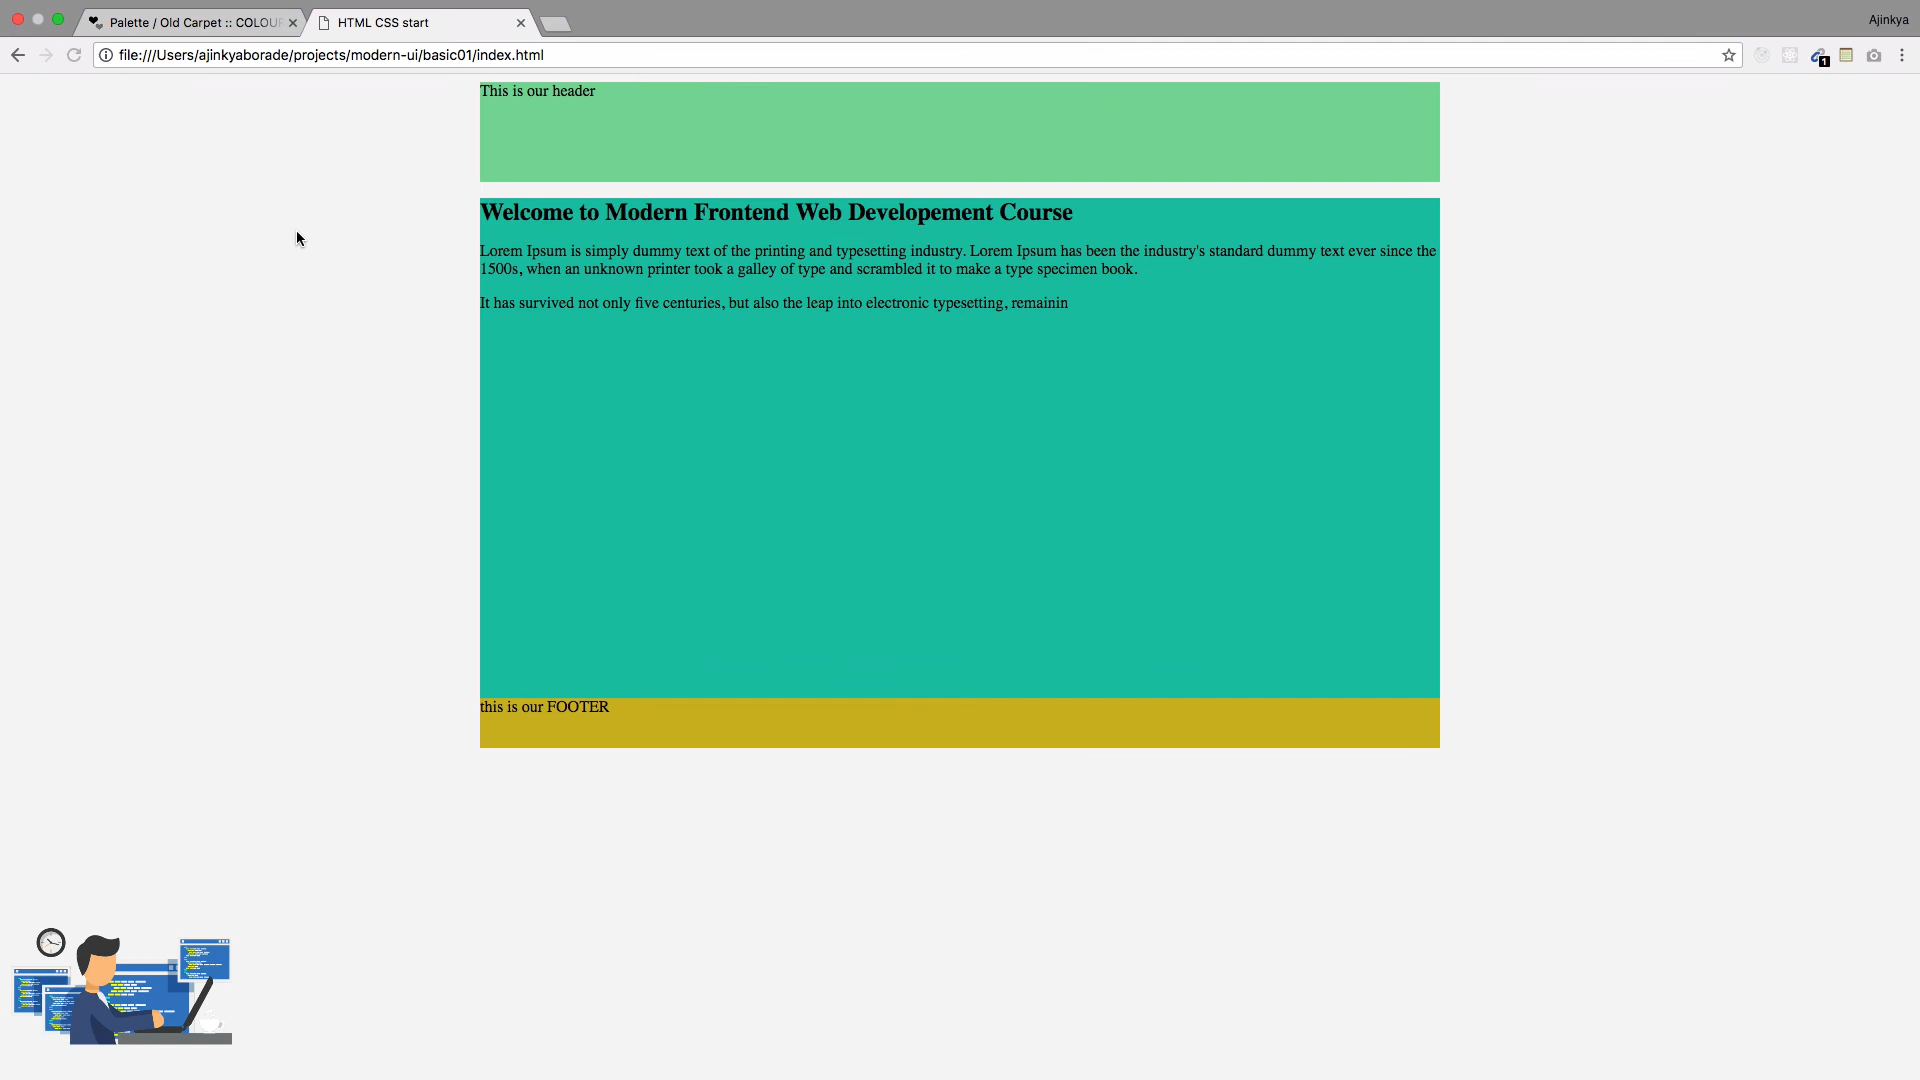 Palette / Old Carpet :: COLOU
HTML CSS start
Ajinkya
file:///Users/ajinkyaborade/projects/modern-ui/basic01/index.html
1
This is our header
Welcome to Modern Frontend Web Developement Course
Lorem Ipsum is simply dummy text of the printing and typesetting industry. Lorem Ipsum has been the industry's standard dummy text ever since the
1500s, when an unknown printer took a galley of type and scrambled it to make a type specimen book.
It has survived not only five centuries, but also the leap into electronic typesetting, remainin
this is our FOOTER